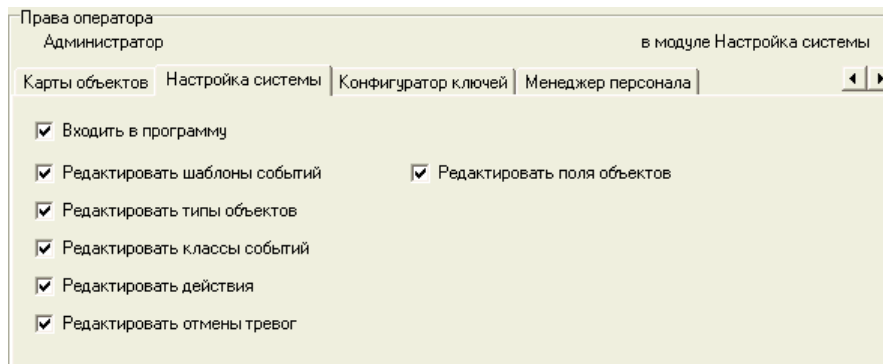 Права оператора
Администратор в модуле Настройка системы
Карты объектов Настройка системы Конфигуратор ключей Менеджер персонала
Входить в программу
Редактировать шаблоны событий Редактировать поля объектов
Редактировать типы объектов
Редактировать классы событий
Редактировать действия
Редактировать отмены тревог